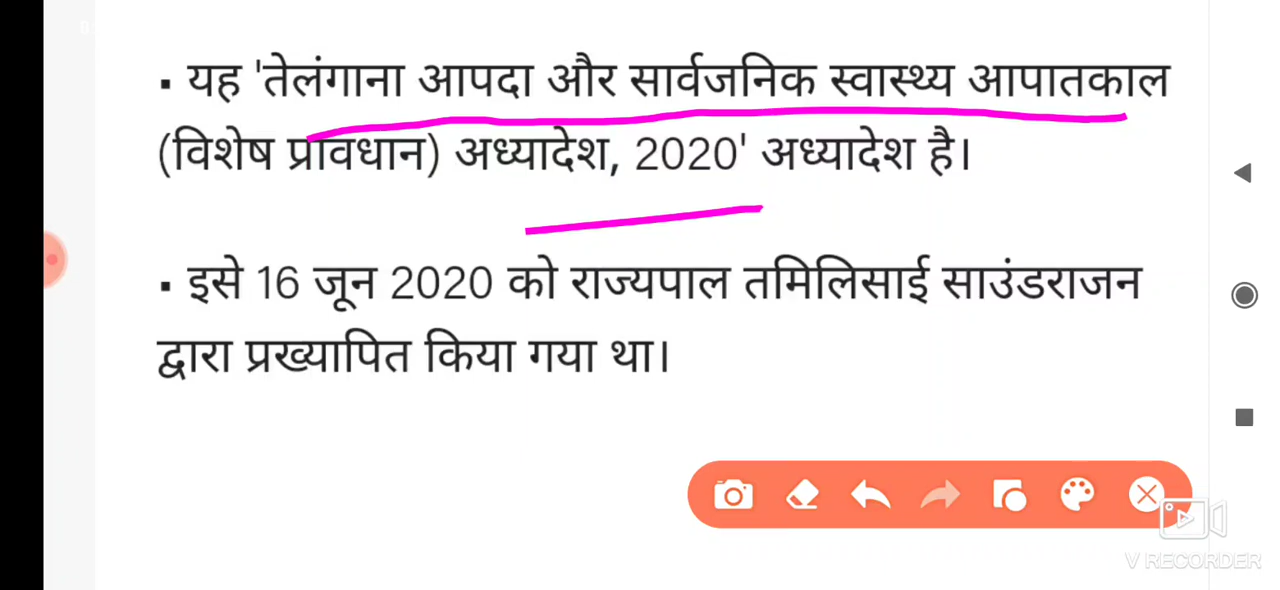 ▪ यह 'तेलंगाना आपदा और सार्वजनिक स्वास्थ्य आपातकाल
(विशेष प्रावधान) अध्यादेश, 2020' अध्यादेश है।
▪ इसे 16 जून 2020 को राज्यपाल तमिलिसाई साउंडराजन
द्वारा प्रख्यापित किया गया था।
V RECORDER